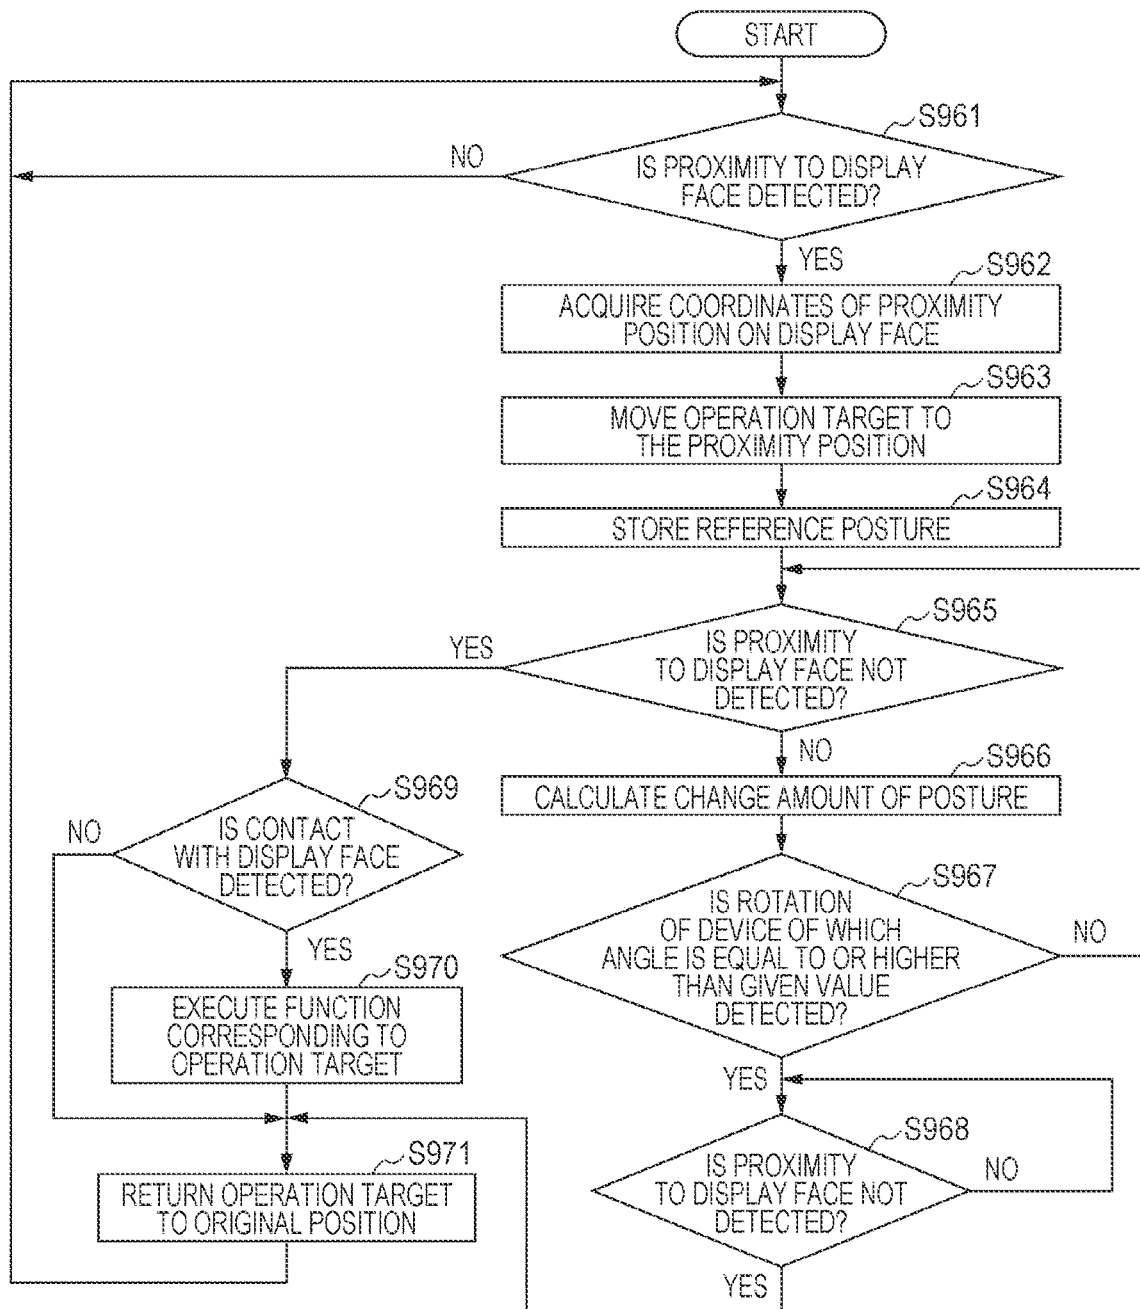 START
S961
NO
IS PROXIMITY TO DISPLAY
FACE DETECTED?
YES
S962
ACQUIRE COORDINATES OF PROXIMITY
POSITION ON DISPLAY FACE
S963
MOVE OPERATION TARGET TO
THE PROXIMITY POSITION
S964
STORE REFERENCE POSTURE
S965
YES
IS PROXIMITY
TO DISPLAY FACE NOT
DETECTED?
NO
S966
CALCULATE CHANGE AMOUNT OF POSTURE
S969
NO
IS CONTACT
WITH DISPLAY FACE
DETECTED?
YES
S967
IS ROTATION
OF DEVICE OF WHICH
ANGLE IS EQUAL TO OR HIGHER
THAN GIVEN VALUE
DETECTED?
NO
S970
EXECUTE FUNCTION
CORRESPONDING TO
OPERATION TARGET
YES
S968
IS PROXIMITY
TO DISPLAY FACE NOT
DETECTED?
NO
S971
RETURN OPERATION TARGET
TO ORIGINAL POSITION
YES